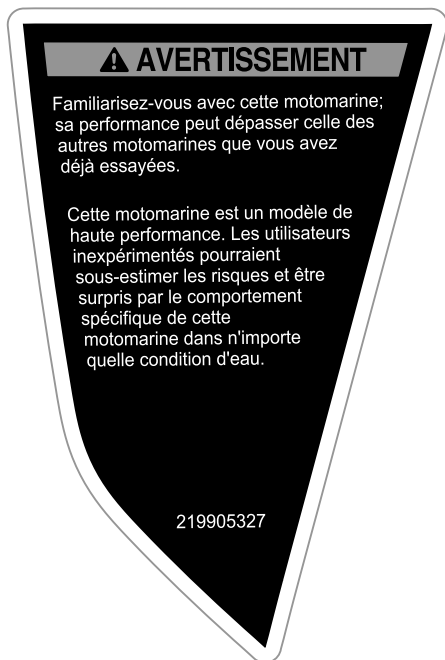 AVERTISSEMENT
Familiarisez-vous avec cette motomarine;
sa performance peut dépasser celle des
autres motomarines que vous avez
déjà essayées.
Cette motomarine est un modèle de
haute performance. Les utilisateurs
inexpérimentés pourraient
sous-estimer les risques et être
surpris par le comportement
spécifique de cette
motomarine dans n'importe
quelle condition d'eau.
219905327